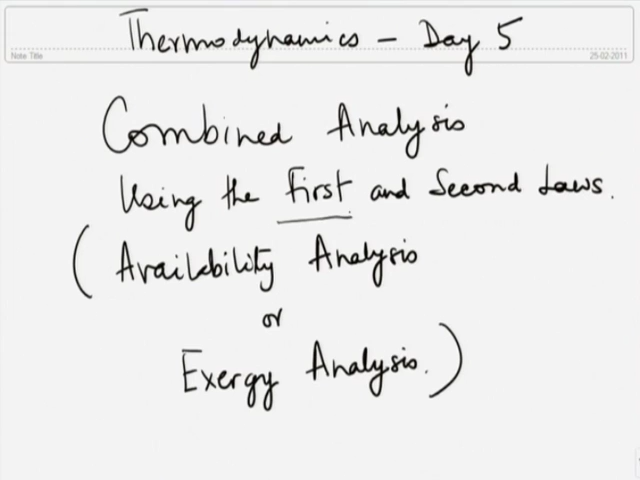 Thermodynamics – Day 5
Note Title
25-02-2011
Combined Analysis
Using the First and Second Laws.
( Availability Analysis
or
Exergy Analysis. )